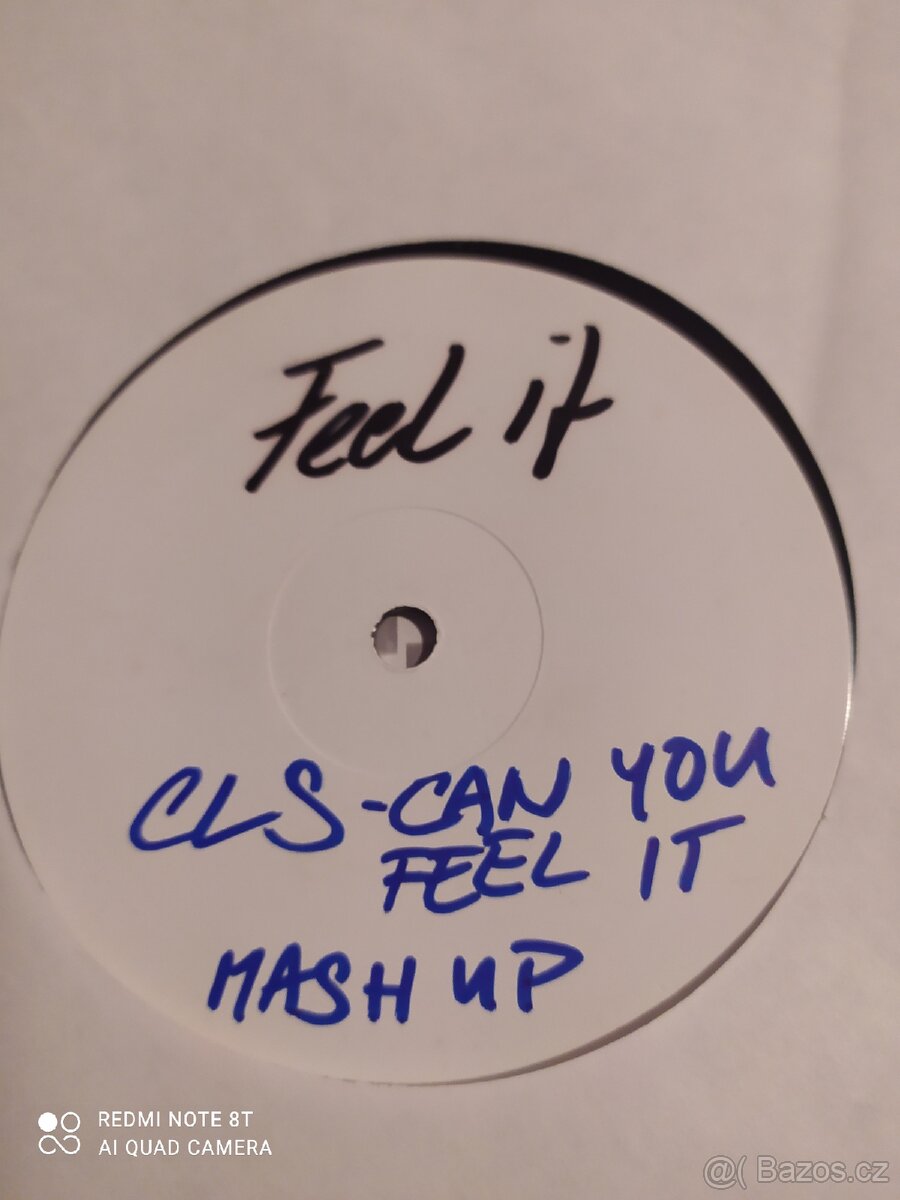 Feel it
CLS-CAN YOU
FEEL IT
MASH UP
REDMI NOTE 8T
AI QUAD CAMERA
@( Bazos.cz